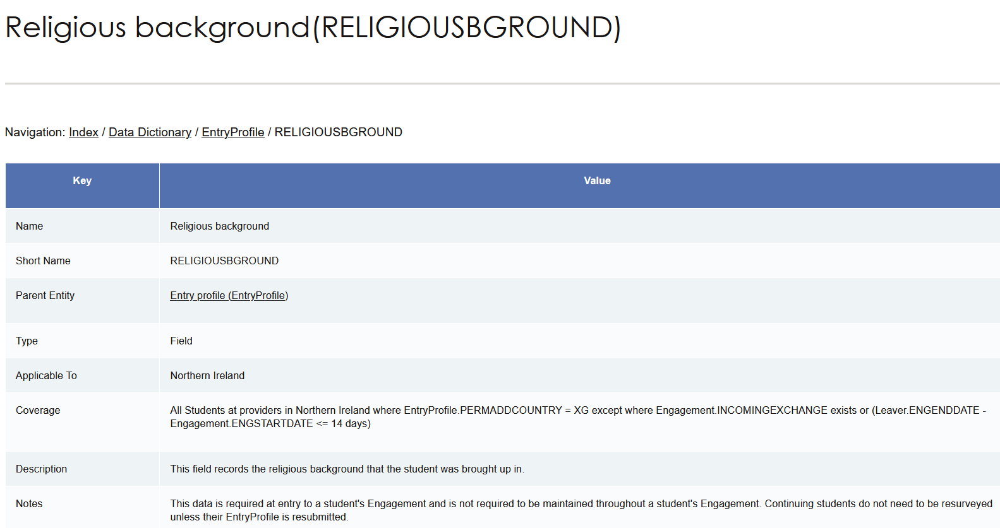 Religious background(RELIGIOUSBGROUND)
Navigation: Index / Data Dictionary / EntryProfile / RELIGIOUSBGROUND
Key Value
Name Religious background
Short Name RELIGIOUSBGROUND
Parent Entity Entry profile (EntryProfile)
Type Field
Applicable To Northern Ireland
Coverage All Students at providers in Northern Ireland where EntryProfile.PERMADDCOUNTRY = XG except where Engagement.INCOMINGEXCHANGE exists or (Leaver.ENGENDDATE -
Engagement.ENGSTARTDATE <= 14 days)
Description This field records the religious background that the student was brought up in.
Notes This data is required at entry to a student's Engagement and is not required to be maintained throughout a student's Engagement. Continuing students do not need to be resurveyed
unless their EntryProfile is resubmitted.